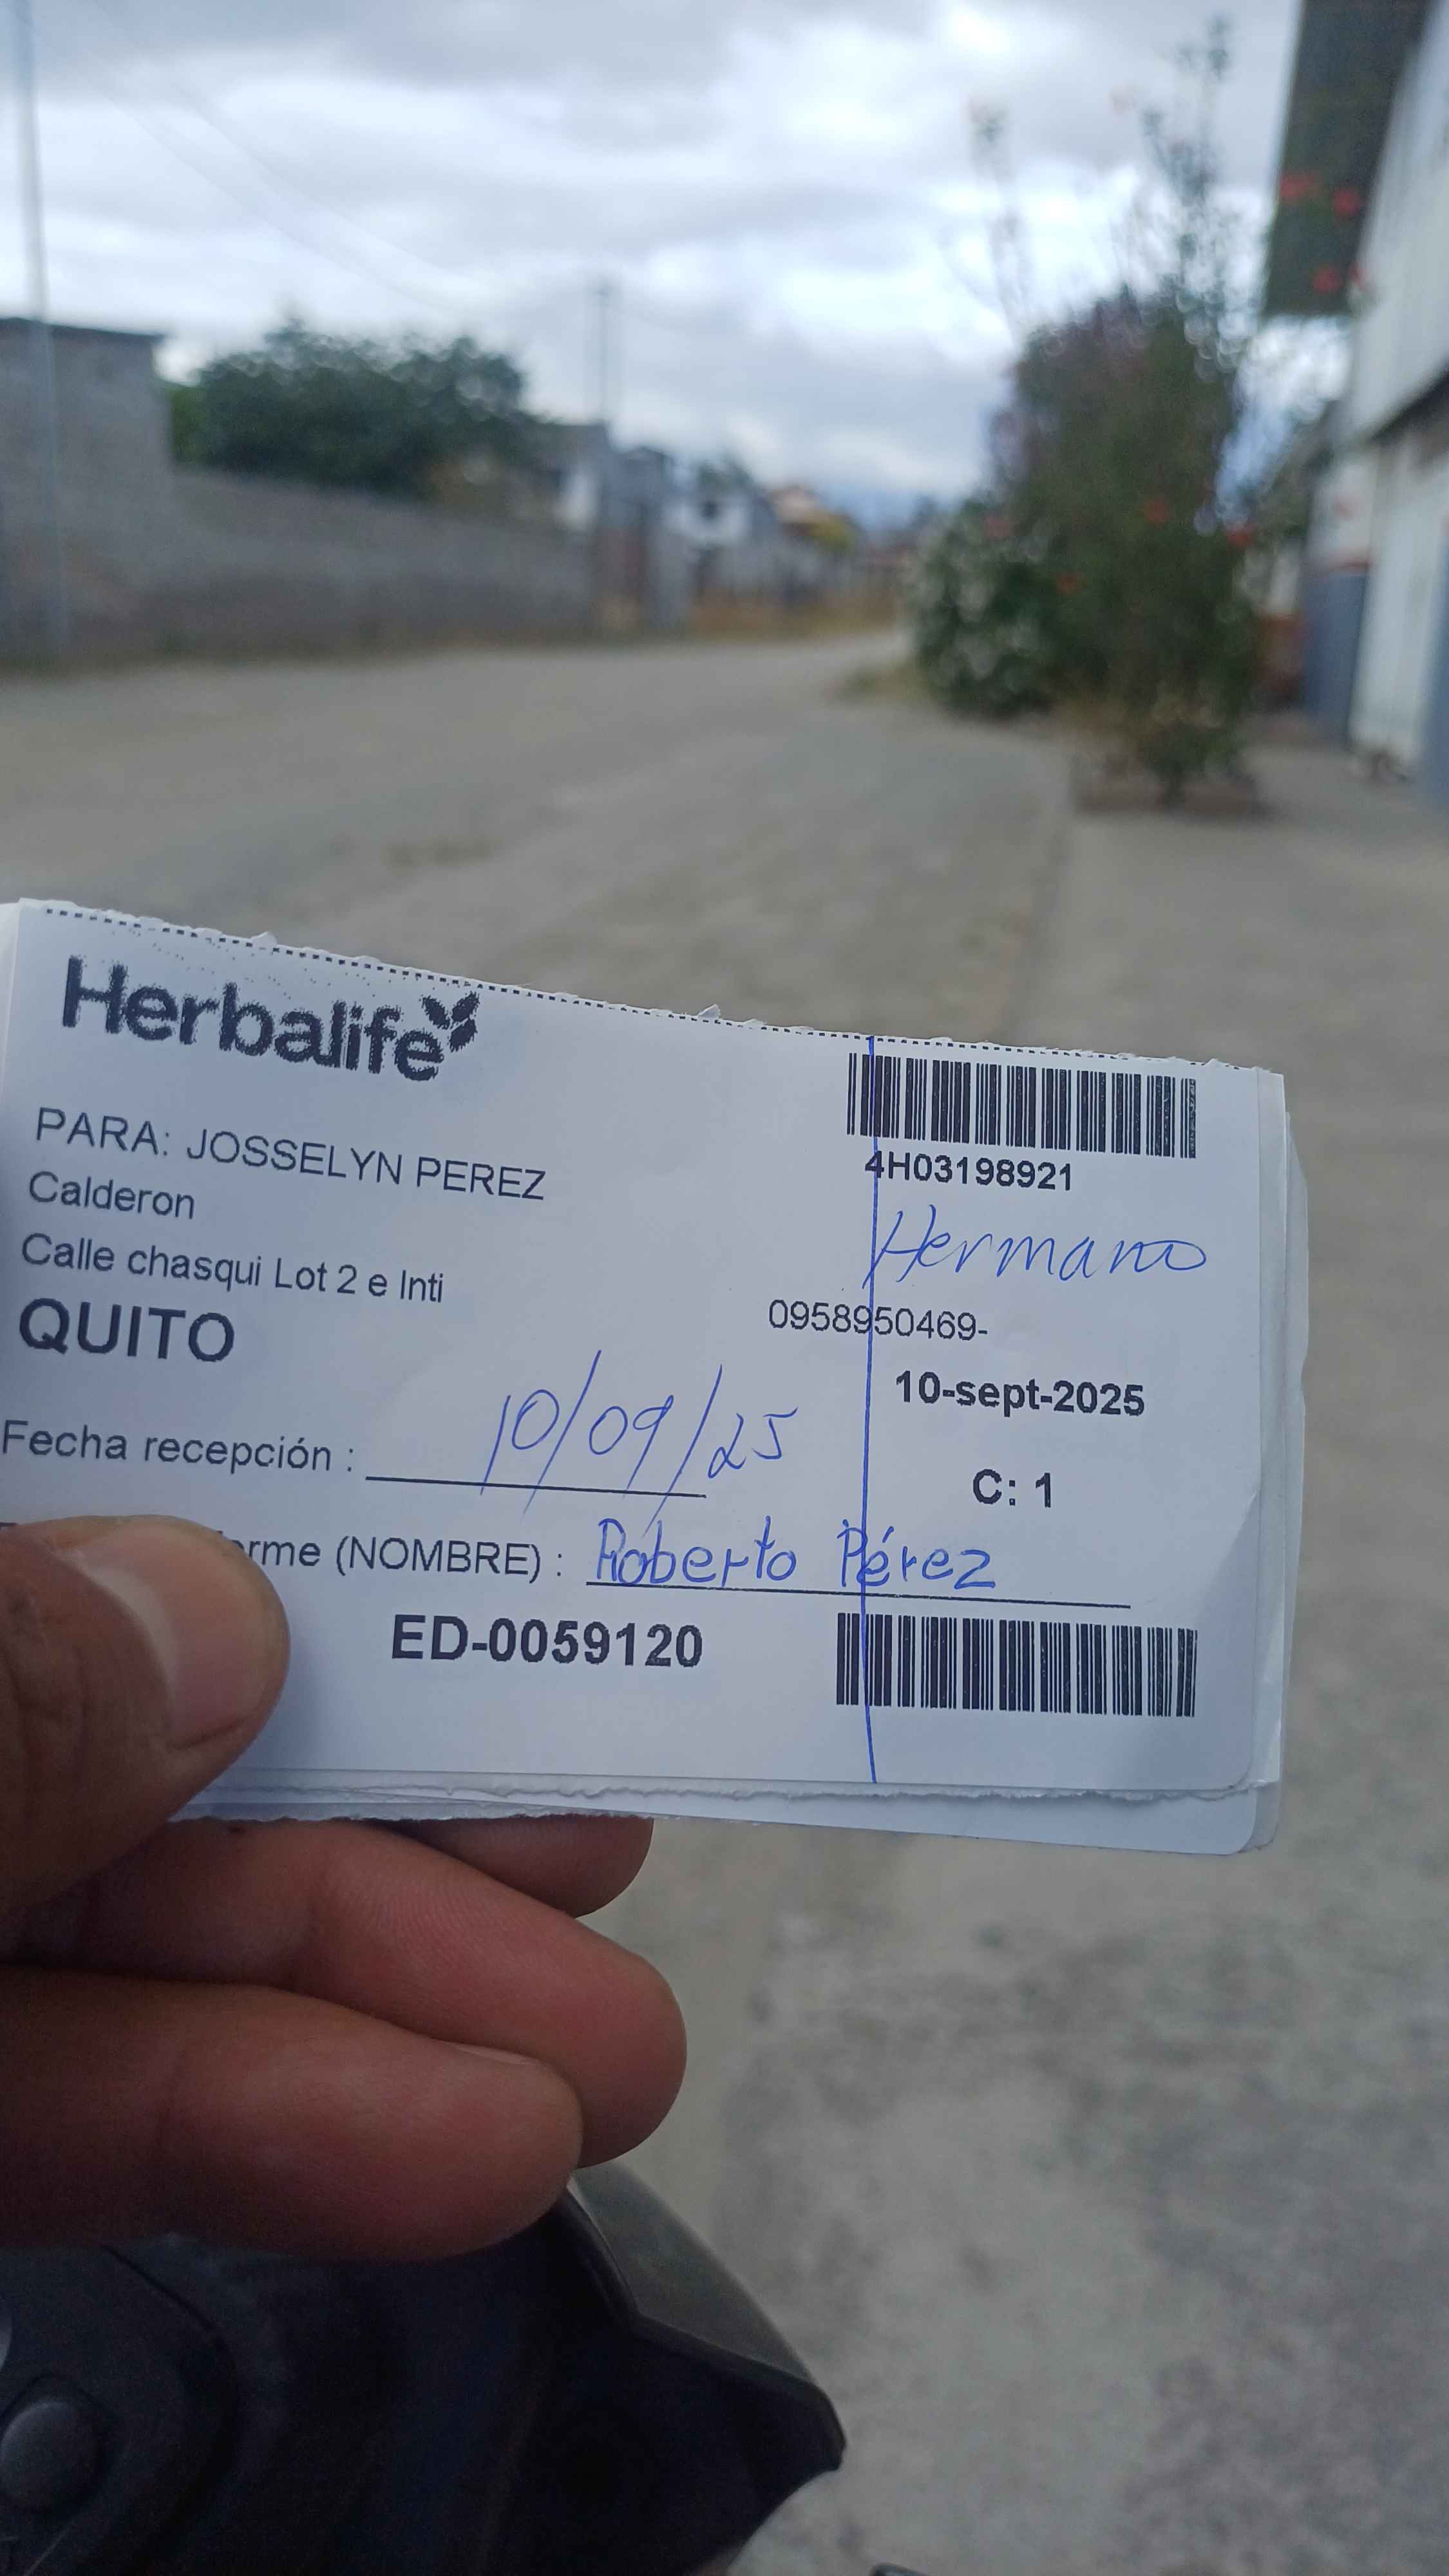 Herbalife
PARA: JOSSELYN PEREZ
Calderon
Calle chasqui Lot 2 e Inti
QUITO
4H03198921
Hermano
0958950469-
10-sept-2025
Fecha recepción : 10/09/25
C: 1
(NOMBRE) : Roberto Pérez
ED-0059120